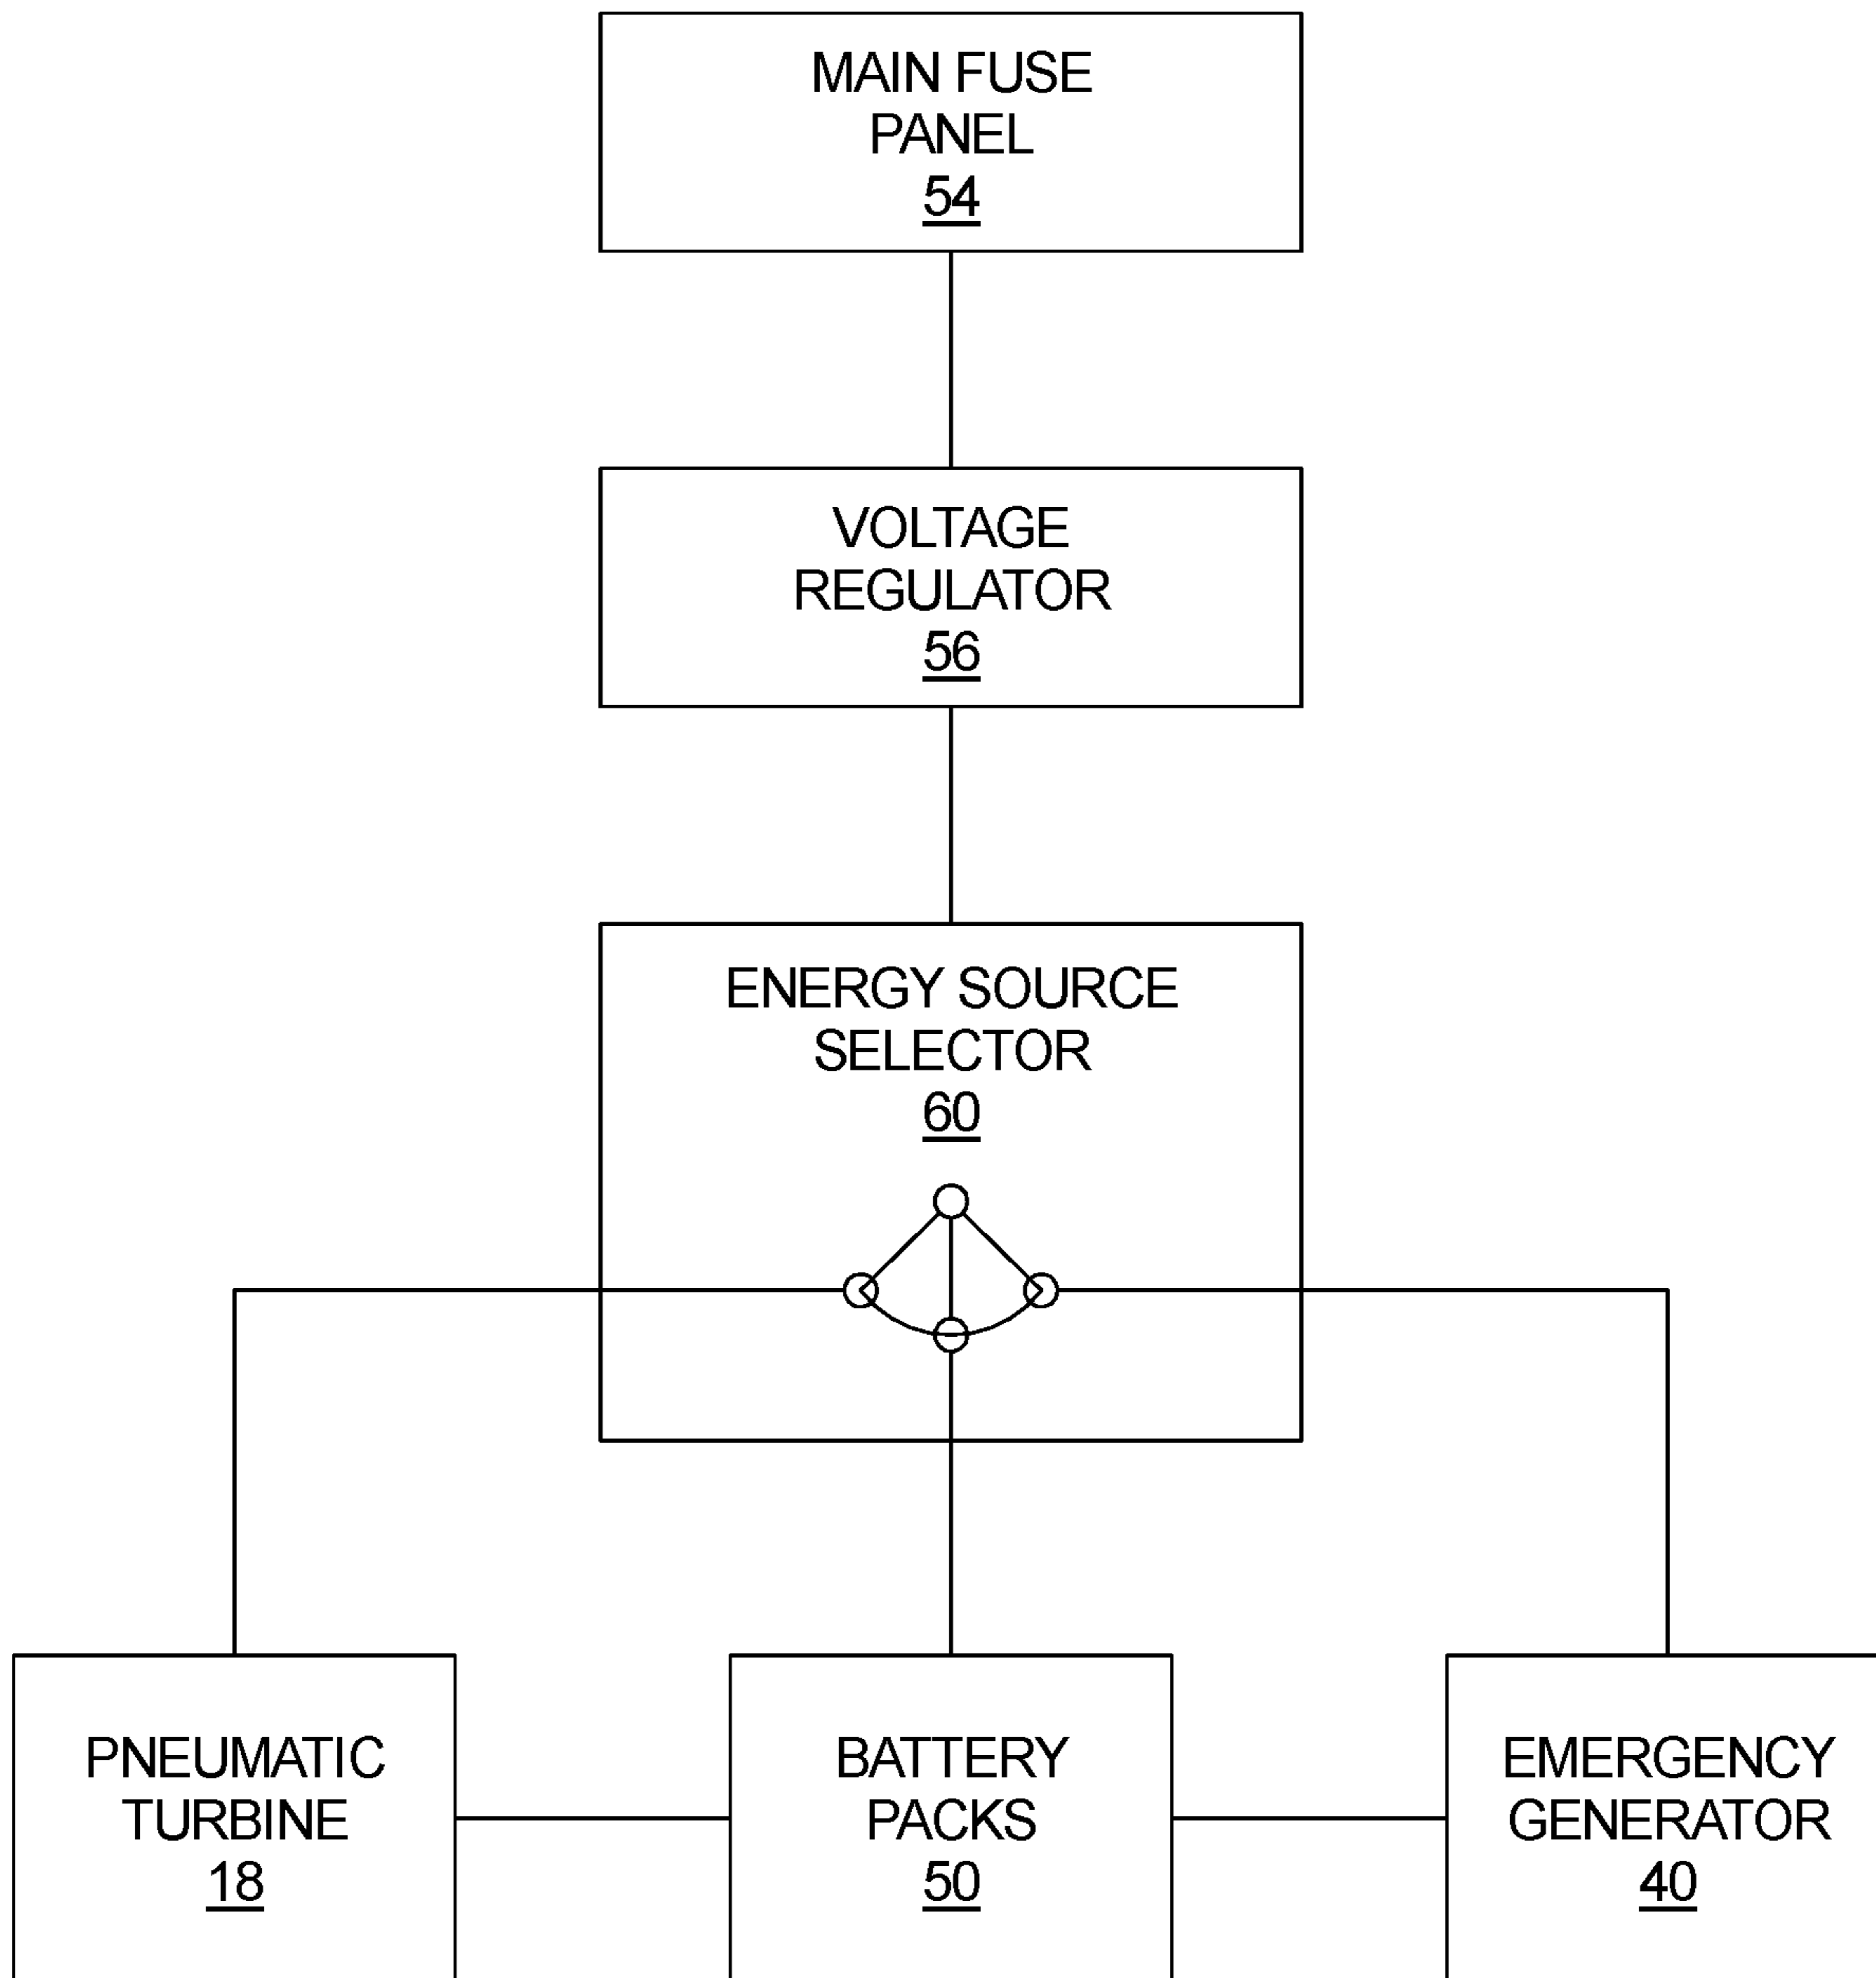 MAIN FUSE
PANEL
54
VOLTAGE
REGULATOR
56
ENERGY SOURCE
SELECTOR
60
PNEUMATIC
TURBINE
18
BATTERY
PACKS
50
EMERGENCY
GENERATOR
40